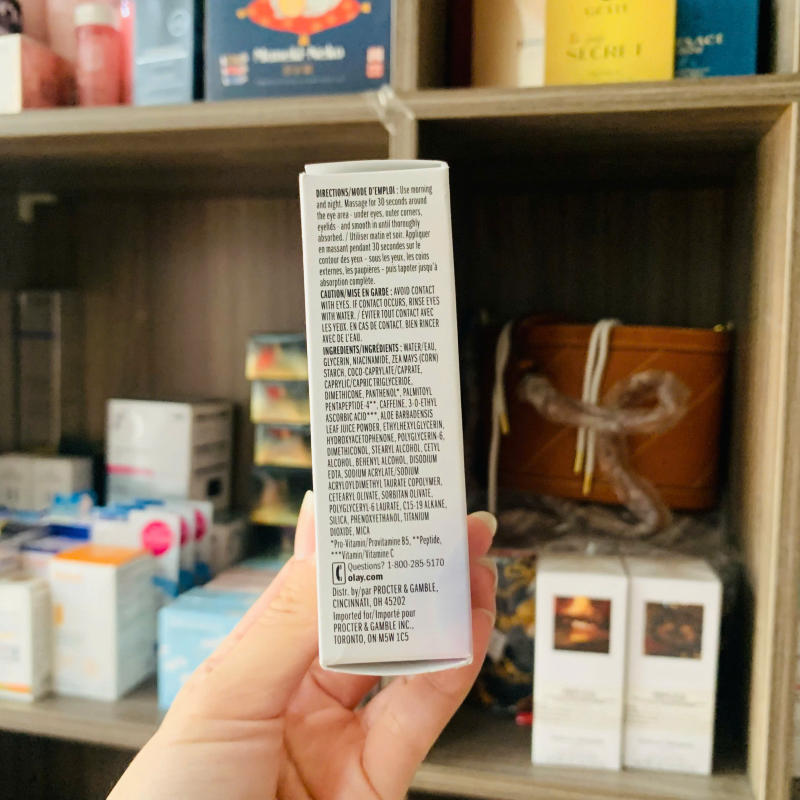 Maneki Neko
SECRET
DIRECTIONS/MODE D'EMPLOI : Use morning
and night. Massage for 30 seconds around
the eye area - under eyes, outer corners,
eyelids - and smooth in until thoroughly
absorbed. / Utiliser matin et soir. Appliquer
en massant pendant 30 secondes sur le
contour des yeux - sous les yeux, les coins
externes, les paupières - puis tapoter jusqu'à
absorption complète.
CAUTION/MISE EN GARDE : AVOID CONTACT
WITH EYES. IF CONTACT OCCURS, RINSE EYES
WITH WATER. / ÉVITER TOUT CONTACT AVEC
LES YEUX. EN CAS DE CONTACT, BIEN RINCER
AVEC DE L'EAU.
INGREDIENTS/INGRÉDIENTS : WATER/EAU,
GLYCERIN, NIACINAMIDE, ZEA MAYS (CORN)
STARCH, COCO-CAPRYLATE/CAPRATE,
CAPRYLIC/CAPRIC TRIGLYCERIDE,
DIMETHICONE, PANTHENOL*, PALMITOYL
PENTAPEPTIDE-4**, CAFFEINE, 3-O-ETHYL
ASCORBIC ACID***, ALOE BARBADENSIS
LEAF JUICE POWDER, ETHYLHEXYLGLYCERIN,
HYDROXYACETOPHENONE, POLYGLYCERIN-6,
DIMETHICONOL, STEARYL ALCOHOL, CETYL
ALCOHOL, BEHENYL ALCOHOL, DISODIUM
EDTA, SODIUM ACRYLATE/SODIUM
ACRYLOYLDIMETHYL TAURATE COPOLYMER,
CETEARYL OLIVATE, SORBITAN OLIVATE,
POLYGLYCERYL-6 LAURATE, C15-19 ALKANE,
SILICA, PHENOXYETHANOL, TITANIUM
DIOXIDE, MICA
*Pro-Vitamin/Provitamine B5, **Peptide,
***Vitamin/Vitamine C
Questions? 1-800-285-5170
olay.com
Distr. by/par PROCTER & GAMBLE,
CINCINNATI, OH 45202
Imported for/Importé pour
PROCTER & GAMBLE INC.,
TORONTO, ON M5W 1C5